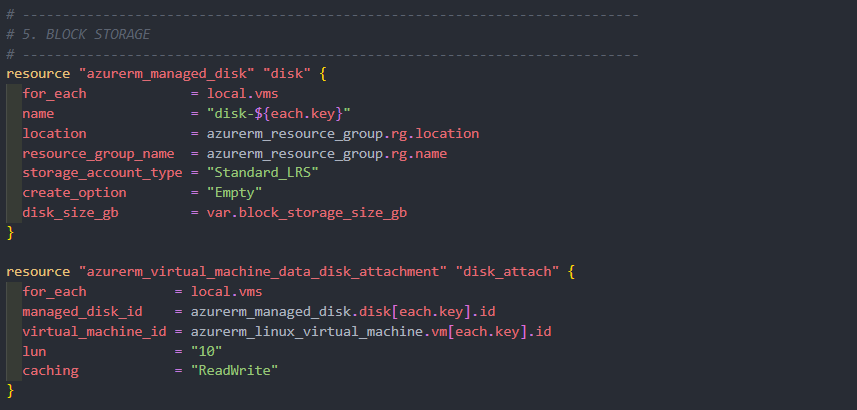 # -----------------------------------------------------------------------------
# 5. BLOCK STORAGE
# -----------------------------------------------------------------------------
resource "azurerm_managed_disk" "disk" {
  for_each             = local.vms
  name                 = "disk-${each.key}"
  location             = azurerm_resource_group.rg.location
  resource_group_name  = azurerm_resource_group.rg.name
  storage_account_type = "Standard_LRS"
  create_option        = "Empty"
  disk_size_gb         = var.block_storage_size_gb
}

resource "azurerm_virtual_machine_data_disk_attachment" "disk_attach" {
  for_each           = local.vms
  managed_disk_id    = azurerm_managed_disk.disk[each.key].id
  virtual_machine_id = azurerm_linux_virtual_machine.vm[each.key].id
  lun                = "10"
  caching            = "ReadWrite"
}